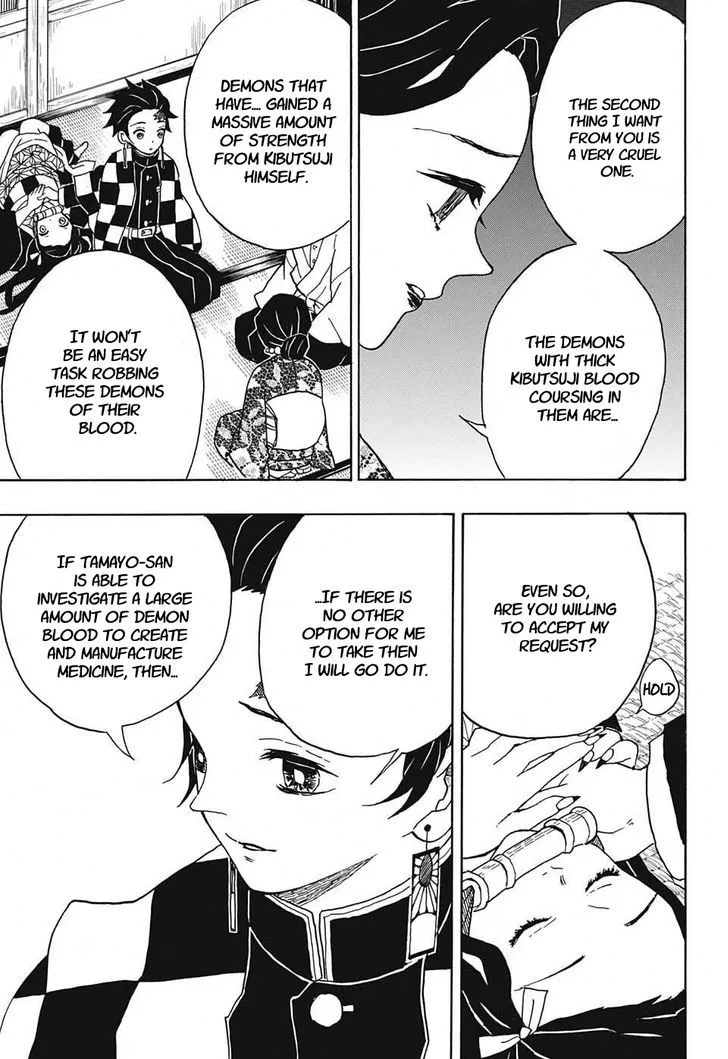 THE SECOND
THING I WANT
FROM YOU IS
A VERY CRUEL
ONE.
THE DEMONS
WITH THICK
KIBUTSUJI BLOOD
COURSING IN
THEM ARE...
DEMONS THAT
HAVE.... GAINED A
MASSIVE AMOUNT
OF STRENGTH
FROM KIBUTSUJI
HIMSELF.
IT WON'T
BE AN EASY
TASK ROBBING
THESE DEMONS
OF THEIR
BLOOD.
EVEN SO,
ARE YOU WILLING
TO ACCEPT MY
REQUEST?
HOLD
...IF THERE IS
NO OTHER
OPTION FOR ME
TO TAKE THEN
I WILL GO DO IT.
IF TAMAYO-SAN
IS ABLE TO
INVESTIGATE A LARGE
AMOUNT OF DEMON
BLOOD TO CREATE
AND MANUFACTURE
MEDICINE, THEN...